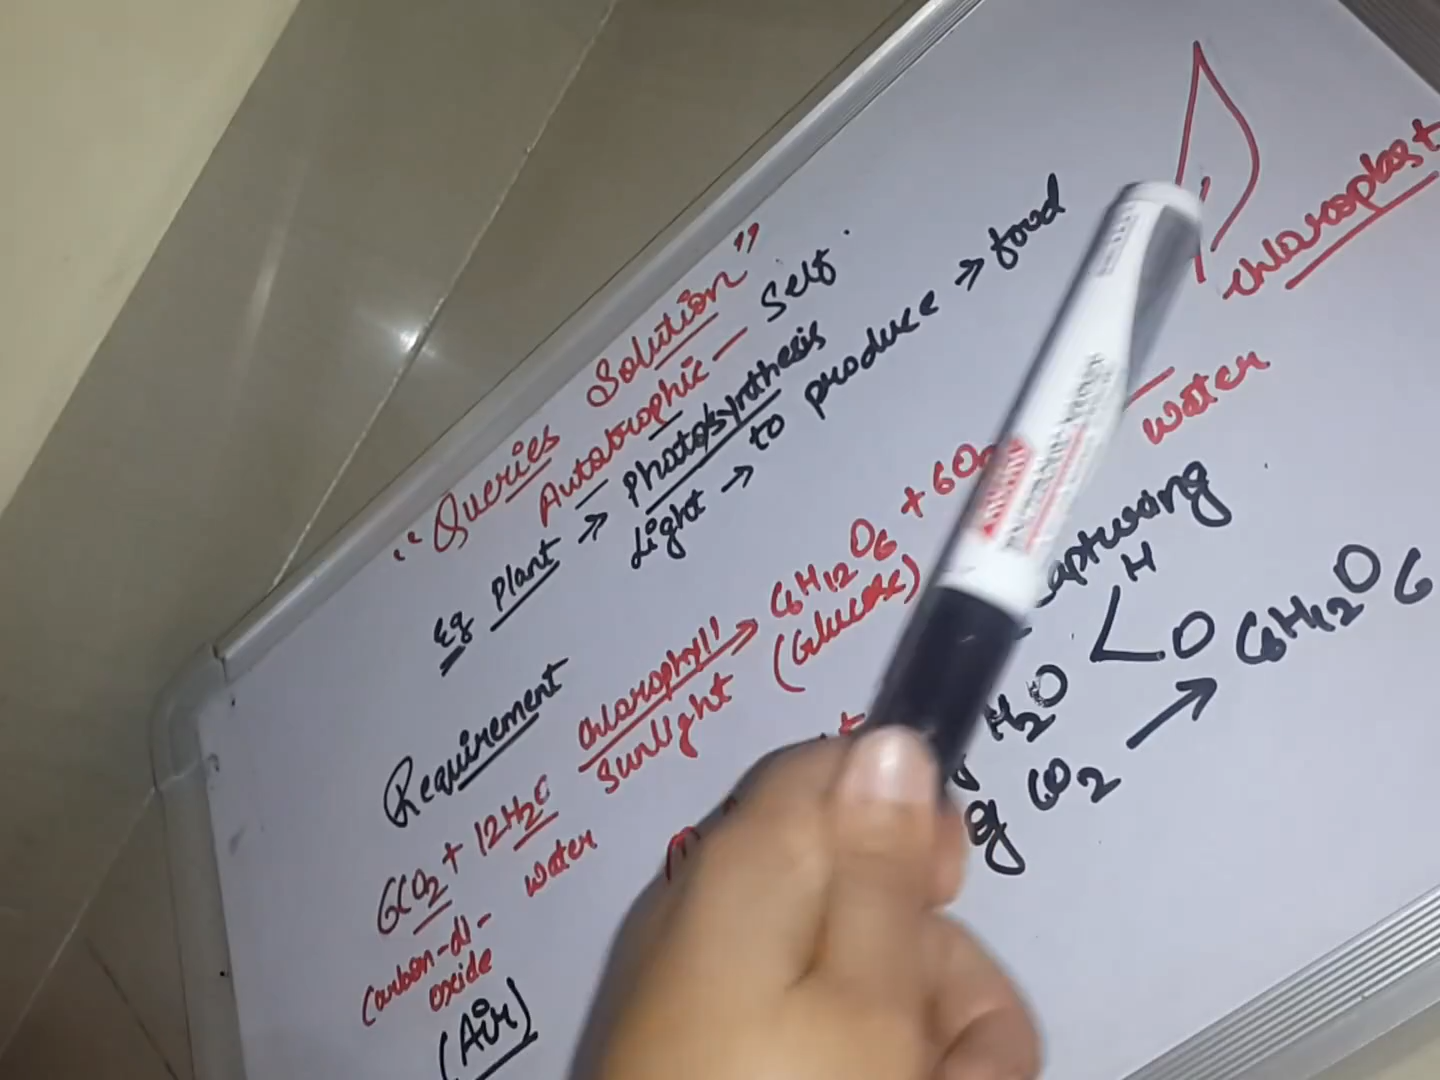 "Queries Solution"
Autotrophic - Self.
Eg Plant => Photosynthesis
Light -> to produce => food
Chloroplast
Requirement
6CO2 + 12H2O Chlorophyll Sunlight -> C6H12O6 + 6O2
(Glucose)
water
Carbon-di-
oxide
water
(Air)
Capturing
H2O < H O
CO2 -> C6H12O6